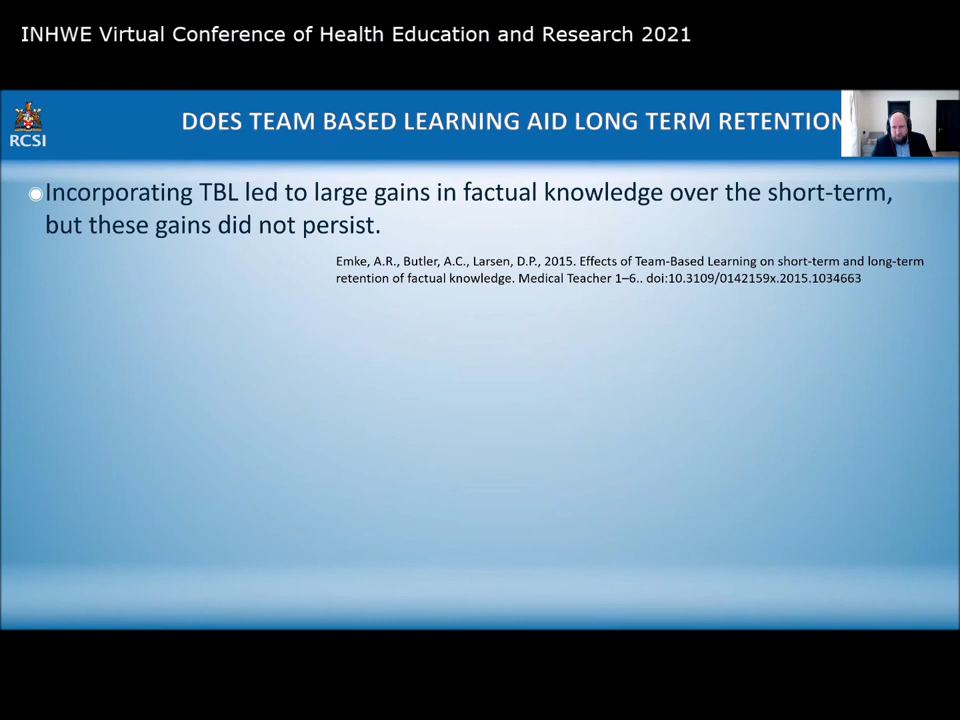 INHWE Virtual Conference of Health Education and Research 2021
RCSI
DOES TEAM BASED LEARNING AID LONG TERM RETENTION
Incorporating TBL led to large gains in factual knowledge over the short-term,
but these gains did not persist.
Emke, A.R., Butler, A.C., Larsen, D.P., 2015. Effects of Team-Based Learning on short-term and long-term
retention of factual knowledge. Medical Teacher 1–6.. doi:10.3109/0142159x.2015.1034663